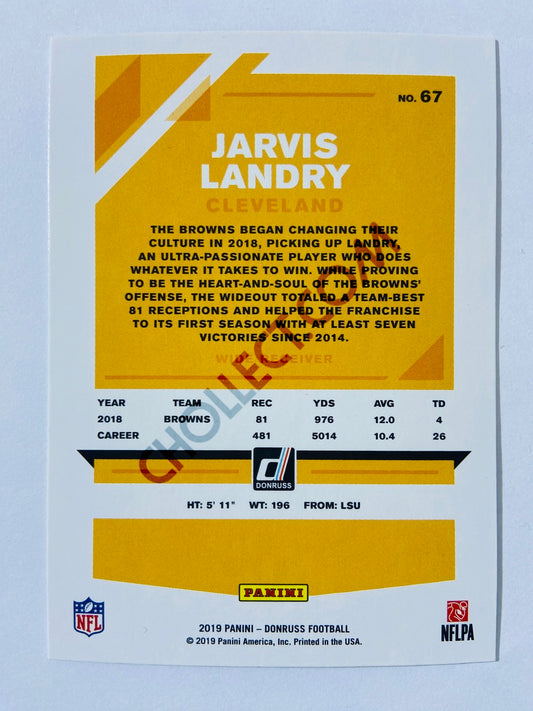 NO. 67
JARVIS
LANDRY
CLEVELAND
THE BROWNS BEGAN CHANGING THEIR
CULTURE IN 2018, PICKING UP LANDRY,
AN ULTRA-PASSIONATE PLAYER WHO DOES
WHATEVER IT TAKES TO WIN. WHILE PROVING
TO BE THE HEART-AND-SOUL OF THE BROWNS'
OFFENSE, THE WIDEOUT TOTALED A TEAM-BEST
81 RECEPTIONS AND HELPED THE FRANCHISE
TO ITS FIRST SEASON WITH AT LEAST SEVEN
VICTORIES SINCE 2014.
WIDE RECEIVER
CHOLLECT.COM
YEAR TEAM REC YDS AVG TD
2018 BROWNS 81 976 12.0 4
CAREER 481 5014 10.4 26
d
DONRUSS
HT: 5' 11" WT: 196 FROM: LSU
PANINI
NFL
2019 PANINI – DONRUSS FOOTBALL
© 2019 Panini America, Inc. Printed in the USA.
NFLPA